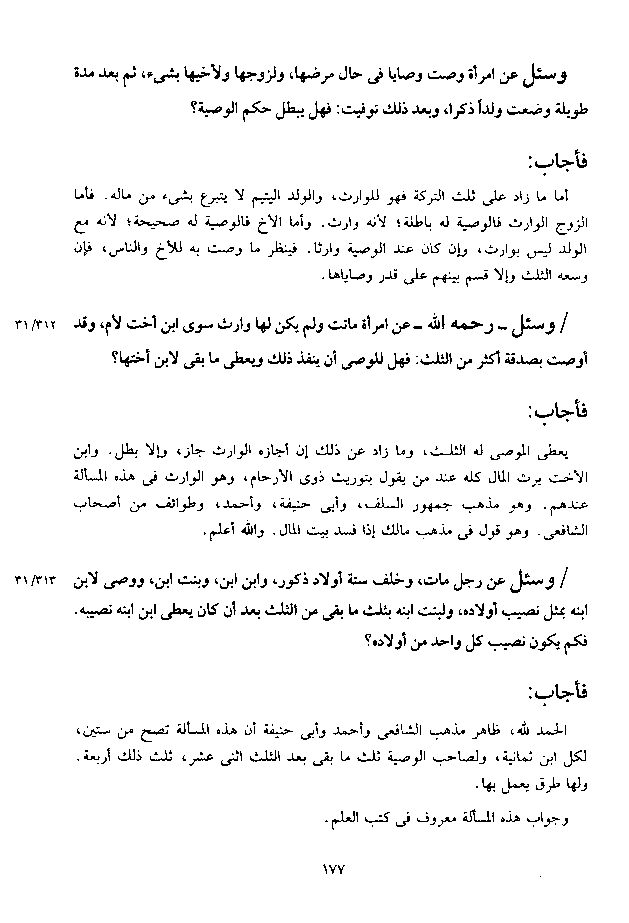 وسئل عن امرأة وصت وصايا فى حال مرضها، ولزوجها ولأخيها بشىء، ثم بعد مدة
طويلة وضعت ولداً ذكرا، وبعد ذلك توفيت: فهل يبطل حكم الوصية؟
فأجاب:
أما ما زاد على ثلث التركة فهو للوارث، والولد اليتيم لا يتبرع بشىء من ماله. فأما
الزوج الوارث فالوصية له باطلة؛ لأنه وارث. وأما الأخ فالوصية له صحيحة؛ لأنه مع
الولد ليس بوارث، وإن كان عند الوصية وارثا. فينظر ما وصت به للأخ والناس، فإن
وسعه الثلث وإلا قسم بينهم على قدر وصاياها.
/ وسئل ـ رحمه الله ـ عن امرأة ماتت ولم يكن لها وارث سوى ابن أخت لأم، وقد ٣١/٣١٢
أوصت بصدقة أكثر من الثلث: فهل للوصى أن ينفذ ذلك ويعطى ما بقى لابن أختها؟
فأجاب:
يعطى الموصى له الثلث، وما زاد عن ذلك إن أجازه الوارث جاز، وإلا بطل. وابن
الأخت يرث المال كله عند من يقول بتوريث ذوى الأرحام، وهو الوارث فى هذه المسألة
عندهم. وهو مذهب جمهور السلف، وأبى حنيفة، وأحمد، وطوائف من أصحاب
الشافعى. وهو قول فى مذهب مالك إذا فسد بيت المال. والله أعلم.
/ وسئل عن رجل مات، وخلف ستة أولاد ذكور، وابن ابن، وبنت ابن، ووصى لابن ٣١/٣١٣
ابنه بمثل نصيب أولاده، ولبنت ابنه بثلث ما بقى من الثلث بعد أن كان يعطى ابن ابنه نصيبه.
فكم يكون نصيب كل واحد من أولاده؟
فأجاب:
الحمد لله، ظاهر مذهب الشافعى وأحمد وأبى حنيفة أن هذه المسألة تصح من ستين،
لكل ابن ثمانية، ولصاحب الوصية ثلث ما بقى بعد الثلث اثنى عشر، ثلث ذلك أربعة.
ولها طرق يعمل بها.
وجواب هذه المسألة معروف فى كتب العلم.
١٧٧